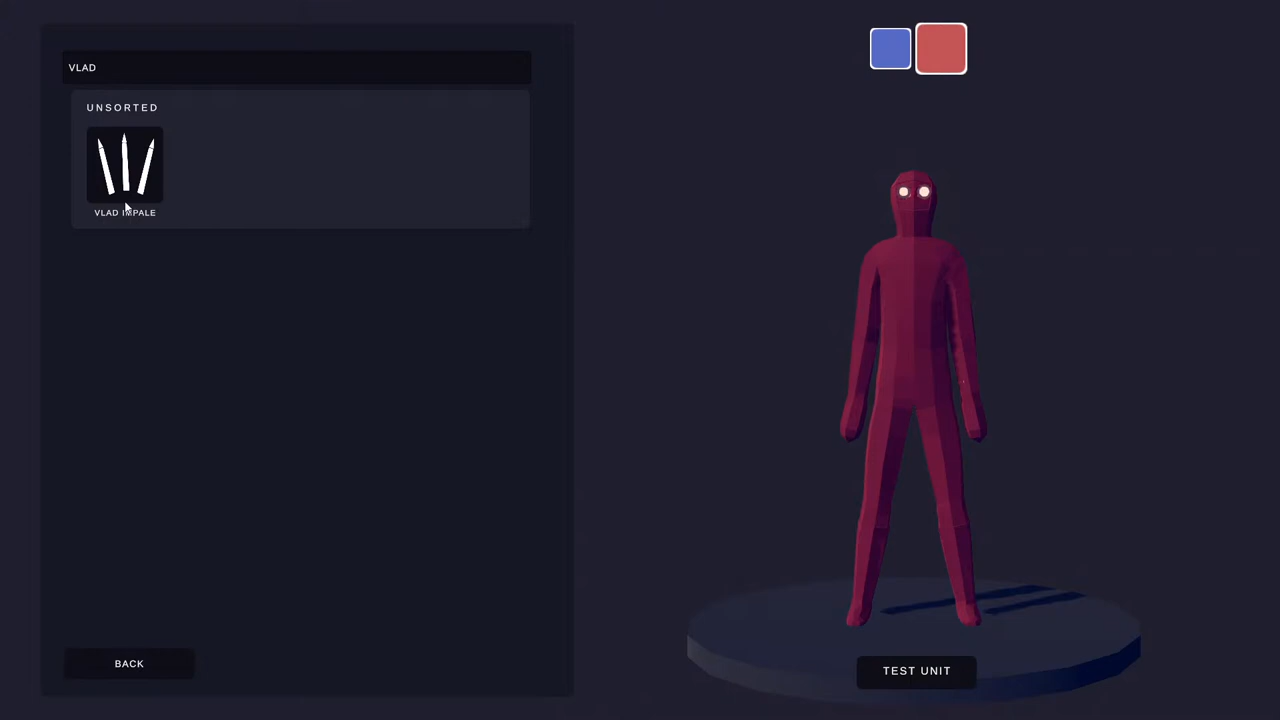 VLAD
UNSORTED
VLAD IMPALE
BACK
TEST UNIT